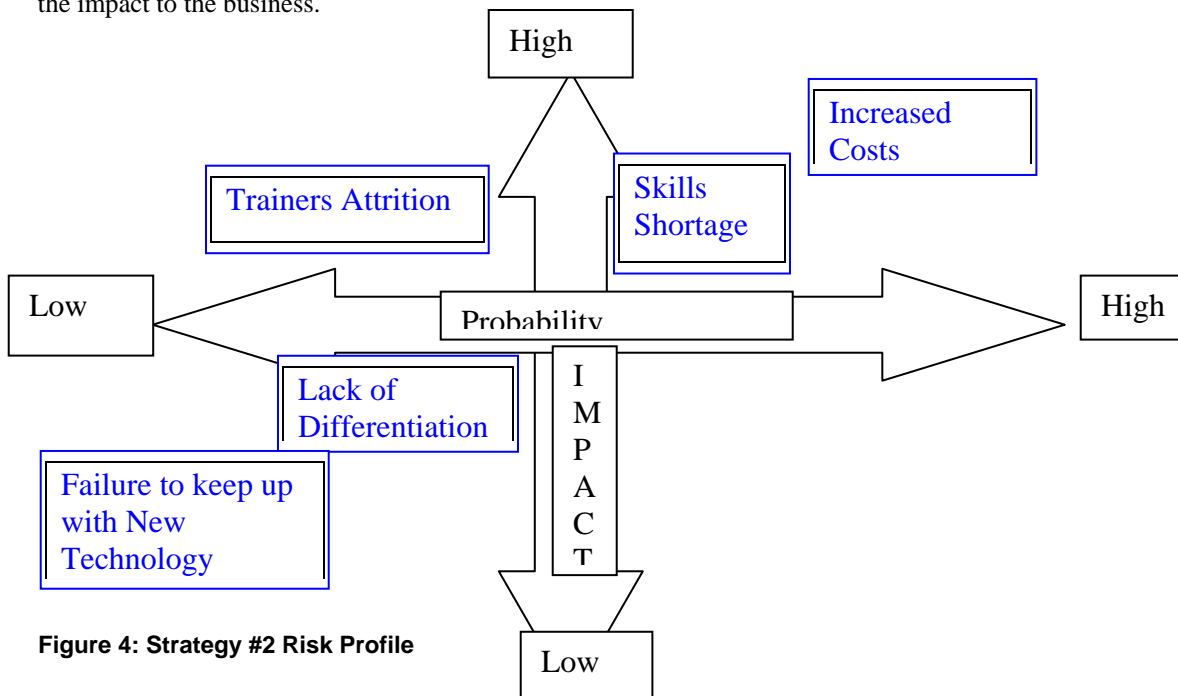 the impact to the business.
High
Increased
Costs
Trainers Attrition
Skills
Shortage
Low
Probability
High
I
M
P
A
C
T
Lack of
Differentiation
Failure to keep up
with New
Technology
Figure 4: Strategy #2 Risk Profile
Low